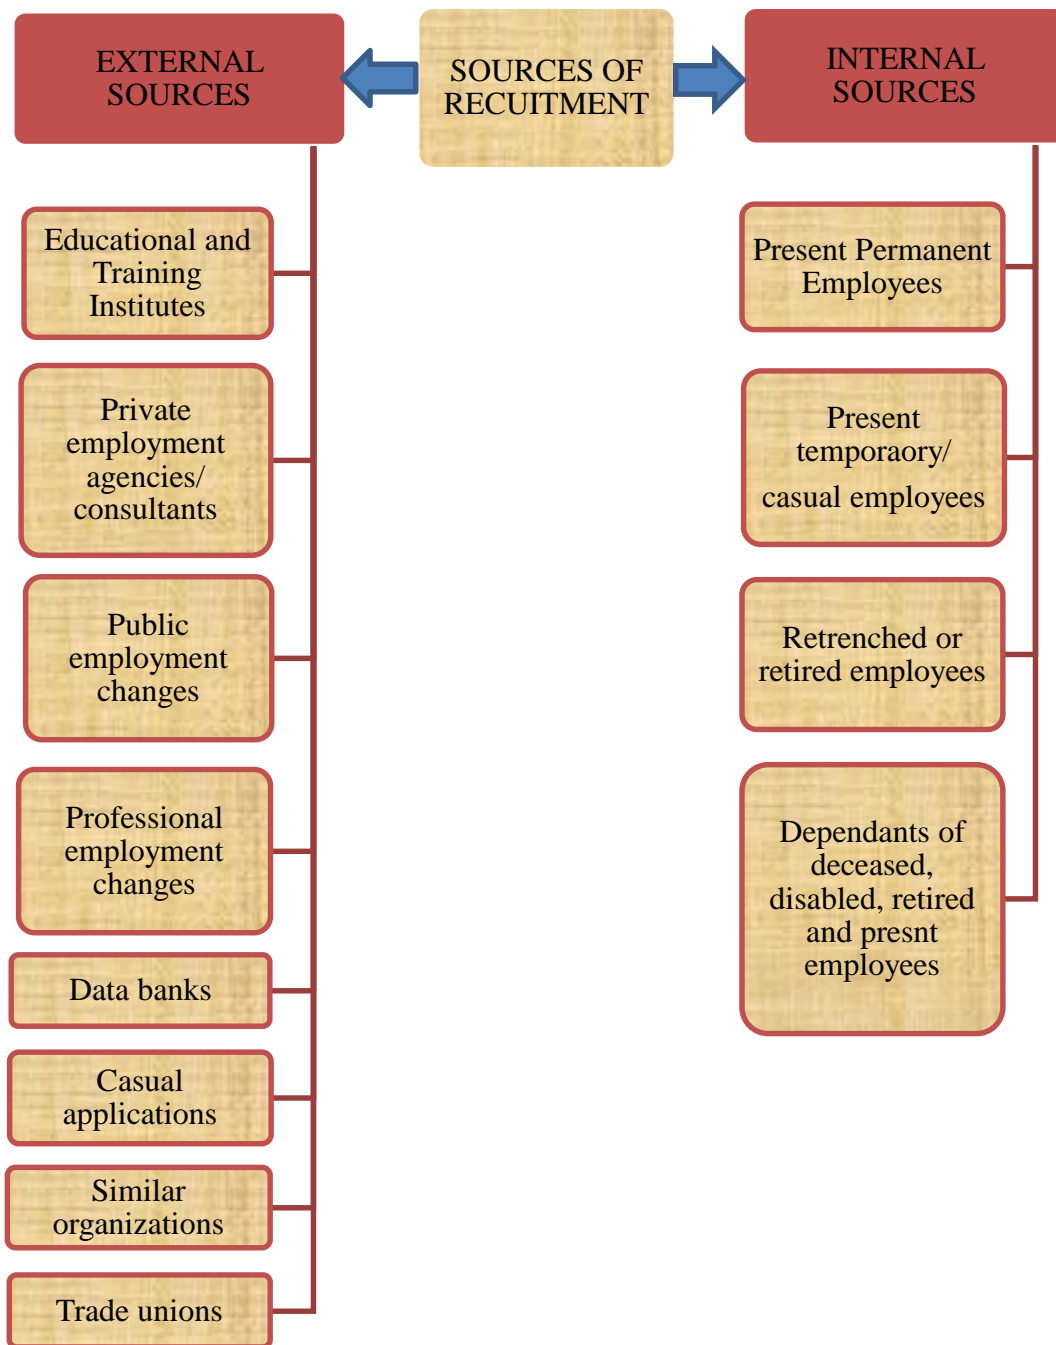 EXTERNAL
SOURCES
SOURCES OF
RECUITMENT
INTERNAL
SOURCES
Educational and
Training
Institutes
Private
employment
agencies/
consultants
Public
employment
changes
Professional
employment
changes
Data banks
Casual
applications
Similar
organizations
Trade unions
Present Permanent
Employees
Present
temporaory/
casual employees
Retrenched or
retired employees
Dependants of
deceased,
disabled, retired
and presnt
employees